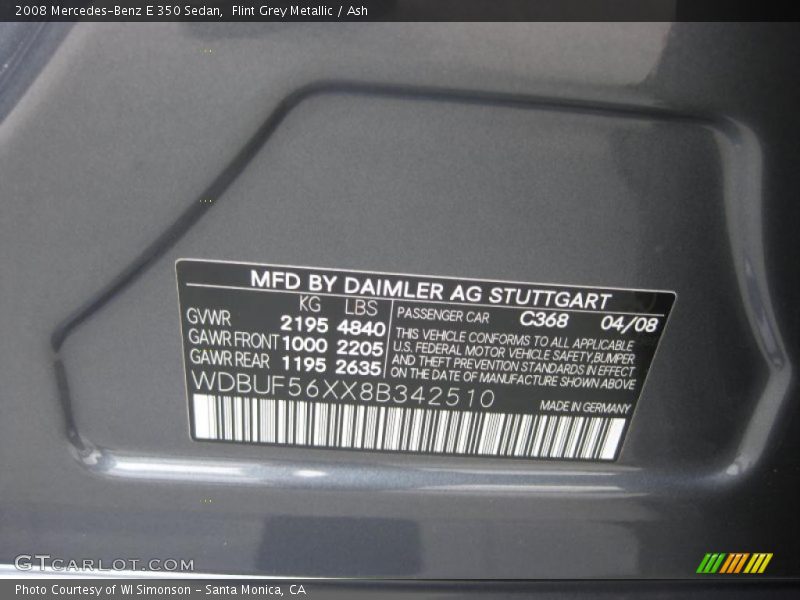 2008 Mercedes-Benz E 350 Sedan,  Flint Grey Metallic / Ash
MFD BY DAIMLER AG STUTTGART
KG LBS
GVWR 2195 4840
GAWR FRONT 1000 2205
GAWR REAR 1195 2635
PASSENGER CAR C368 04/08
THIS VEHICLE CONFORMS TO ALL APPLICABLE
U.S. FEDERAL MOTOR VEHICLE SAFETY, BUMPER
AND THEFT PREVENTION STANDARDS IN EFFECT
ON THE DATE OF MANUFACTURE SHOWN ABOVE
WDBUF56XX8B342510
MADE IN GERMANY
GTCARLOT.COM
Photo Courtesy of WI Simonson - Santa Monica, CA